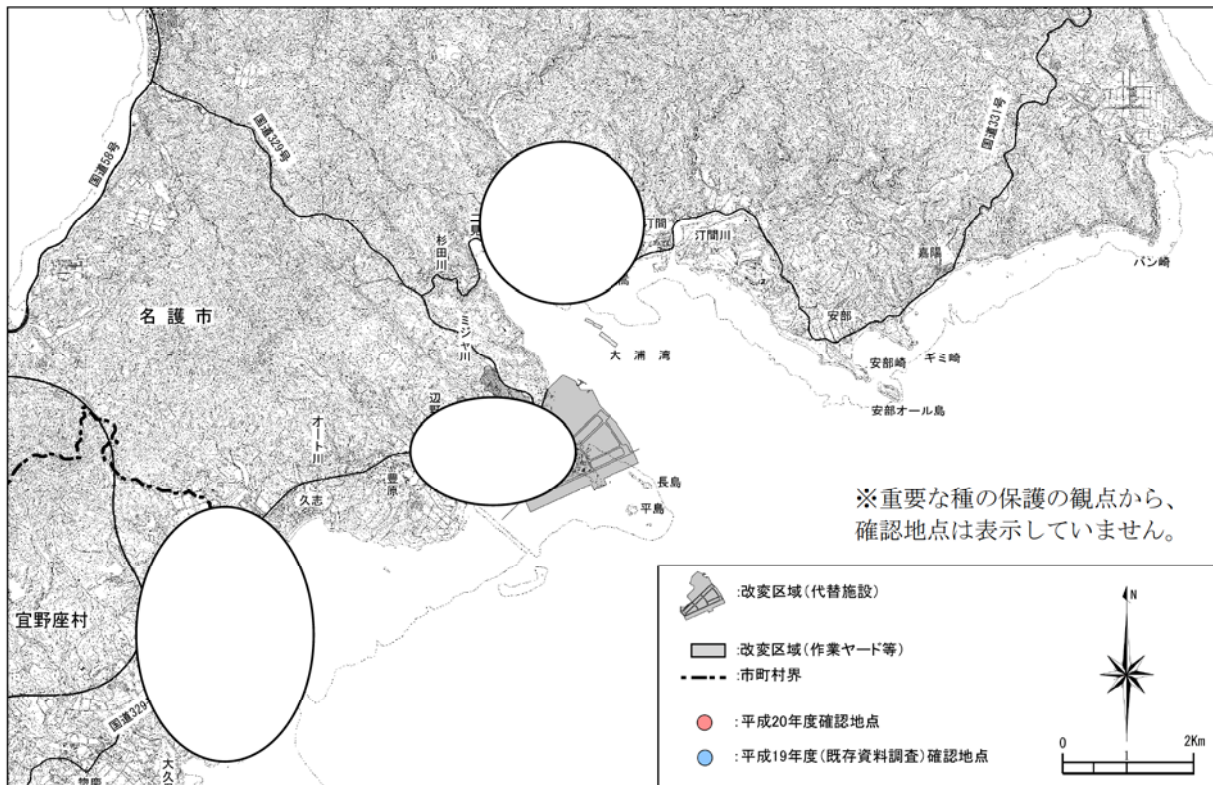 国道58号
国道329号
国道331号
二見
杉田川
汀間
汀間川
嘉陽
バン崎
名護市
ミジャ川
大浦湾
安部
安部崎
ギミ崎
安部オール島
オート川
久志
豊原
長島
平島
※重要な種の保護の観点から、
確認地点は表示していません。
宜野座村
国道329
:改変区域(代替施設)
:改変区域(作業ヤード等)
:市町村界
:平成20年度確認地点
:平成19年度(既存資料調査)確認地点
N
0 1 2Km